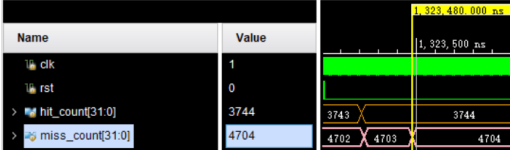 1,323,480.000 ns
Name Value
1,323,500 ns
clk 1
rst 0
hit_count[31:0] 3744 3743 3744
miss_count[31:0] 4704 4702 4703 4704